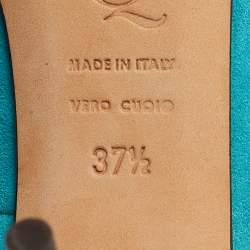 Q
MADE IN ITALY
VERO CUOIO
37½